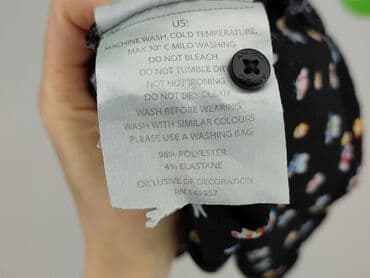 US:
MACHINE WASH, COLD TEMPERATURE,
MAX.30° C MILD WASHING
DO NOT BLEACH
DO NOT TUMBLE DRY
NOT IRONING
DO NOT DRY CLEAN
WASH BEFORE WEARING
WASH WITH SIMILAR COLOURS
PLEASE USE A WASHING BAG
96% POLYESTER
4% ELASTANE
EXCLUSIVE OF DECORATION
RN 149557